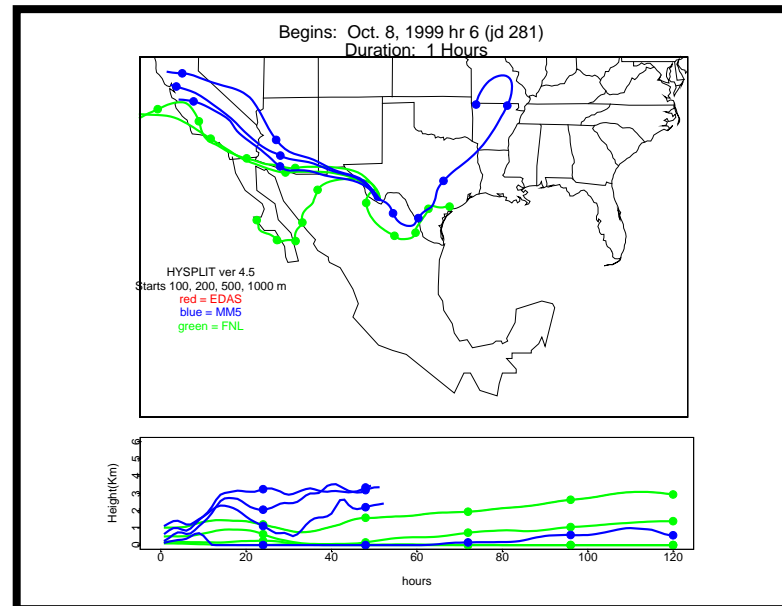 Begins:  Oct. 8, 1999 hr 6 (jd 281)
Duration:  1 Hours
HYSPLIT ver 4.5
Starts 100, 200, 500, 1000 m
red = EDAS
blue = MM5
green = FNL
Height(Km)
6
5
4
3
2
1
0
0 20 40 60 80 100 120
hours